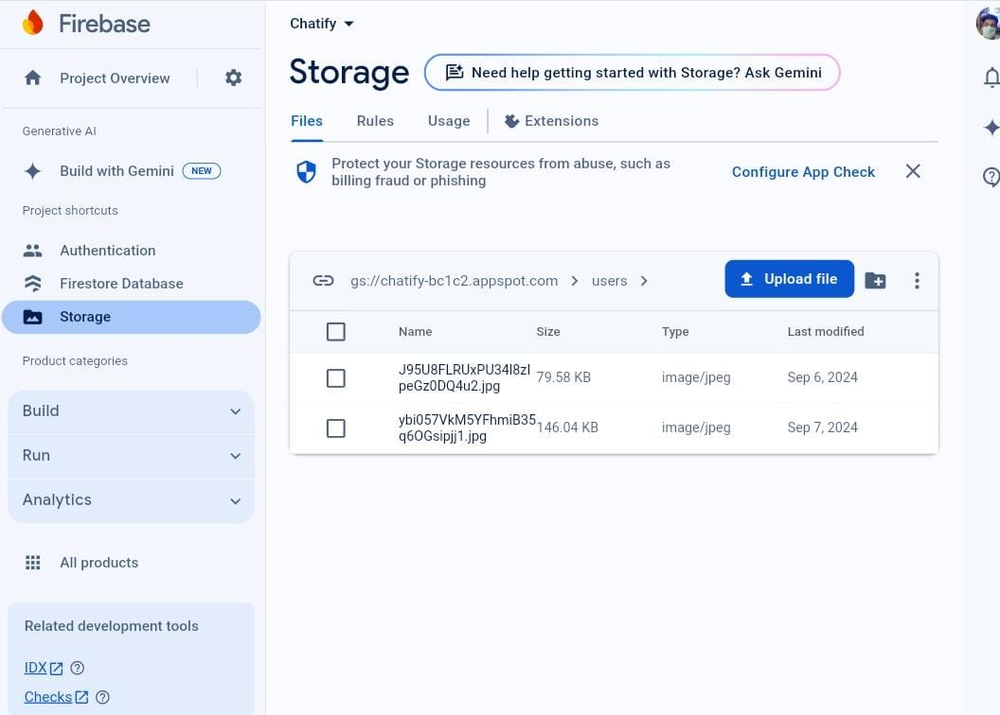 Firebase
Chatify
Project Overview
Storage
Need help getting started with Storage? Ask Gemini
Files Rules Usage Extensions
Generative AI
Build with Gemini NEW
Protect your Storage resources from abuse, such as
billing fraud or phishing
Configure App Check
Project shortcuts
Authentication
Firestore Database
Storage
Product categories
Build
Run
Analytics
All products
Related development tools
IDX
Checks
gs://chatify-bc1c2.appspot.com
users
Upload file
Name Size Type Last modified
J95U8FLRUxPU34l8zl
peGz0DQ4u2.jpg
79.58 KB image/jpeg Sep 6, 2024
ybi057VkM5YFhmiB35
q6OGsipjj1.jpg
146.04 KB image/jpeg Sep 7, 2024